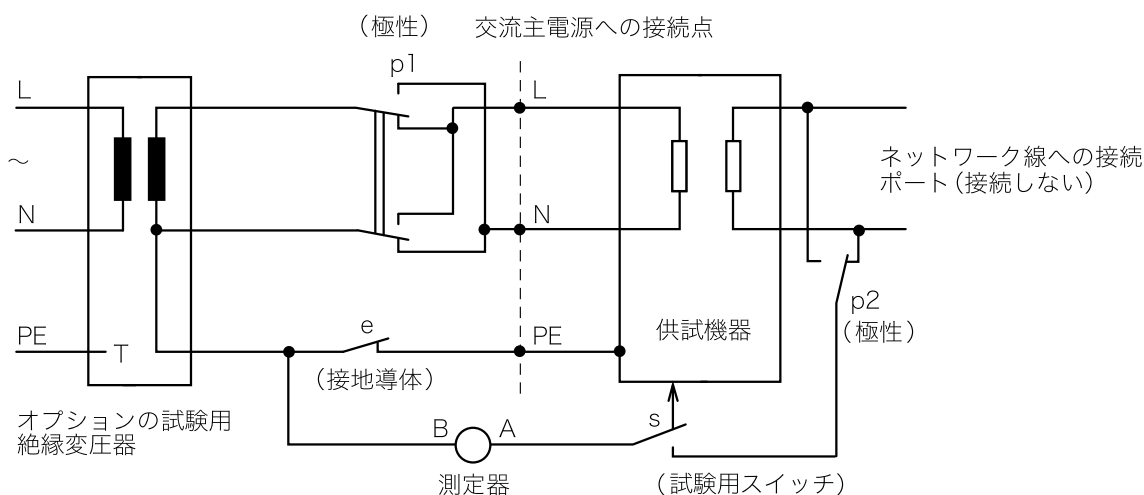 (極性)
交流主電源への接続点
p1
L
L
ネットワーク線への接続
ポート(接続しない)
～
N
N
p2
(極性)
供試機器
PE
T
e
PE
(接地導体)
オプションの試験用
絶縁変圧器
B
A
s
測定器
(試験用スイッチ)